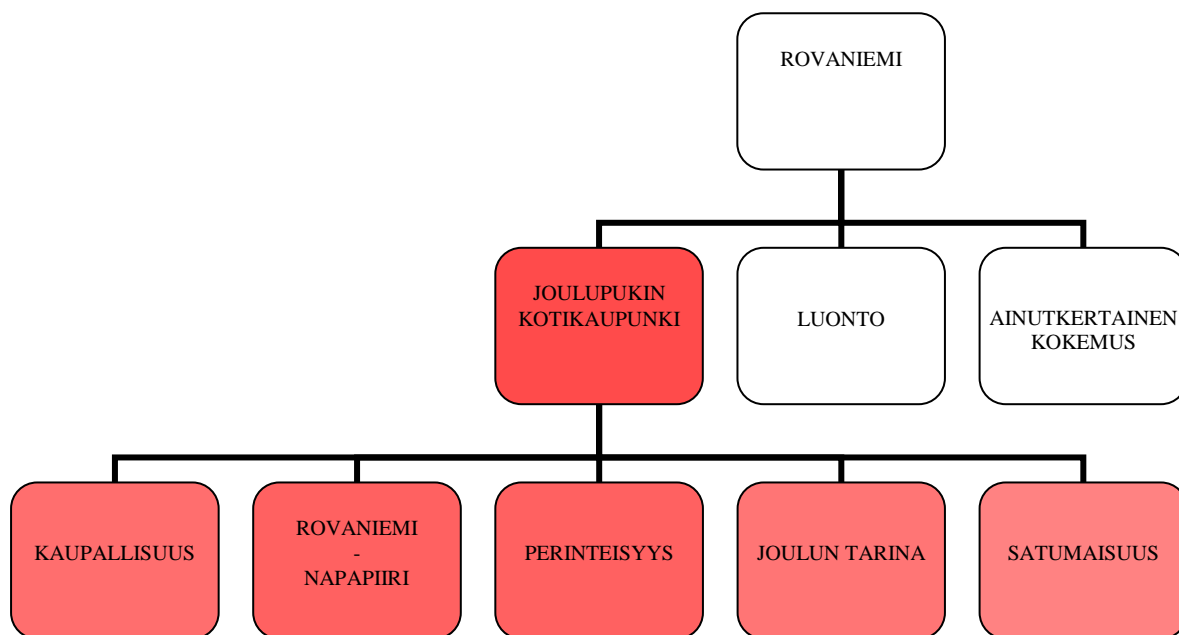 ROVANIEMI
JOULUPUKIN
KOTIKAUPUNKI
LUONTO
AINUTKERTAINEN
KOKEMUS
KAUPALLISUUS
ROVANIEMI
-
NAPAPIIRI
PERINTEISYYS
JOULUN TARINA
SATUMAISUUS